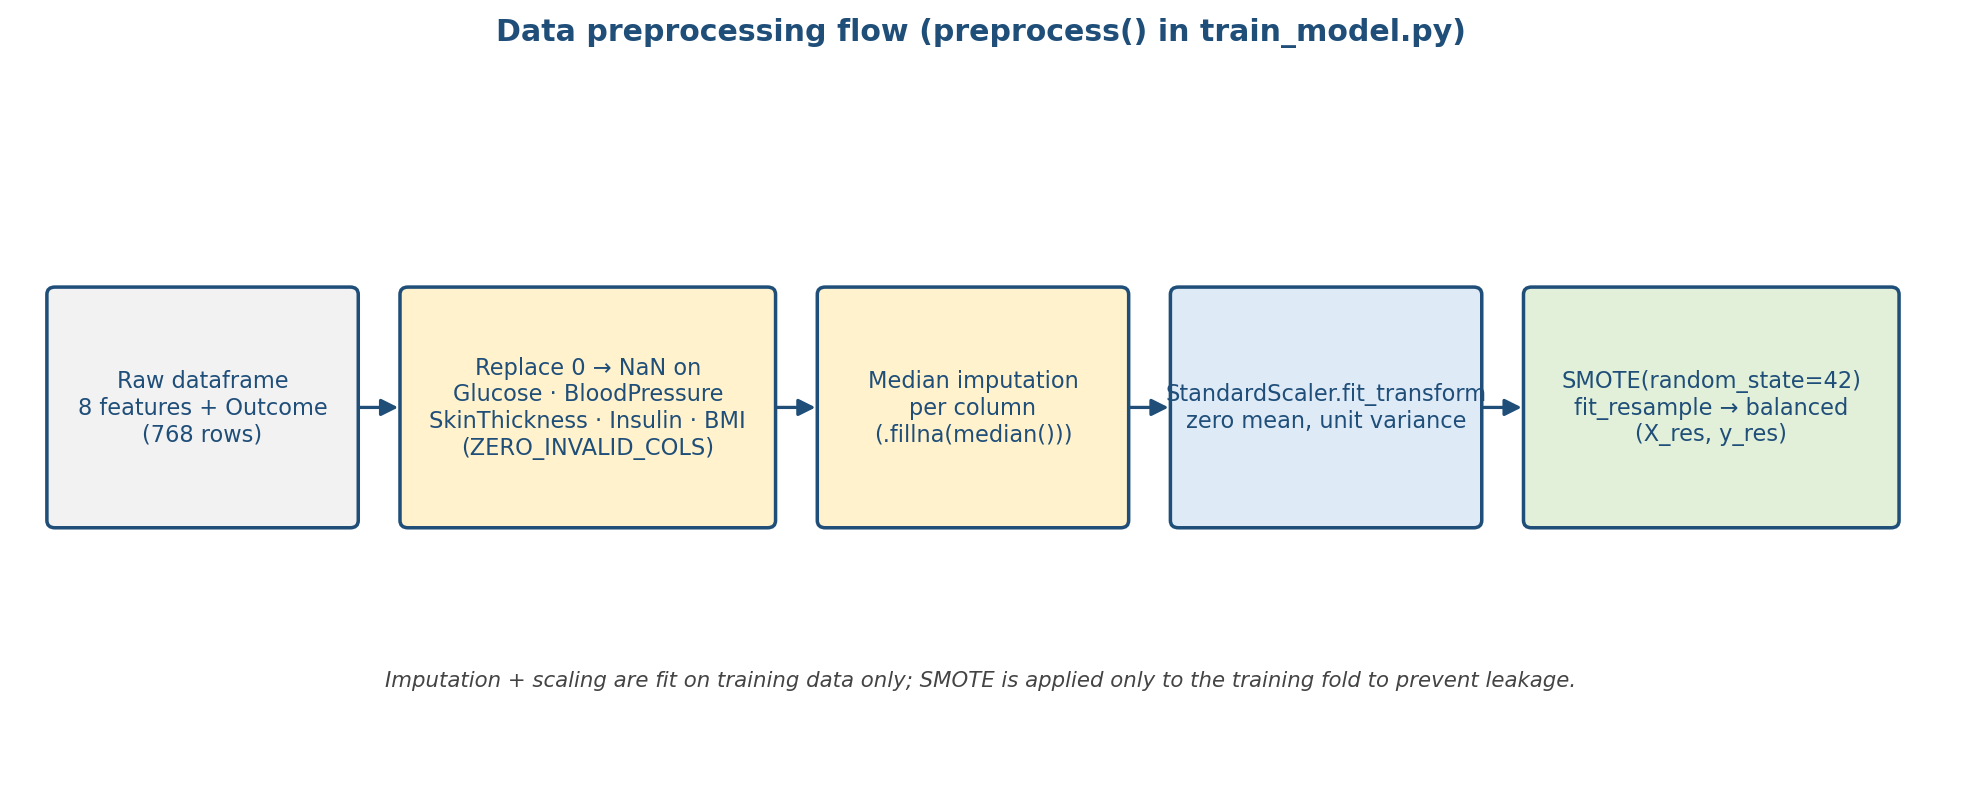 Data preprocessing flow (preprocess() in train_model.py)
Raw dataframe
8 features + Outcome
(768 rows)
Replace 0 → NaN on
Glucose · BloodPressure
SkinThickness · Insulin · BMI
(ZERO_INVALID_COLS)
Median imputation
per column
(.fillna(median()))
StandardScaler.fit_transform
zero mean, unit variance
SMOTE(random_state=42)
fit_resample → balanced
(X_res, y_res)
Imputation + scaling are fit on training data only; SMOTE is applied only to the training fold to prevent leakage.